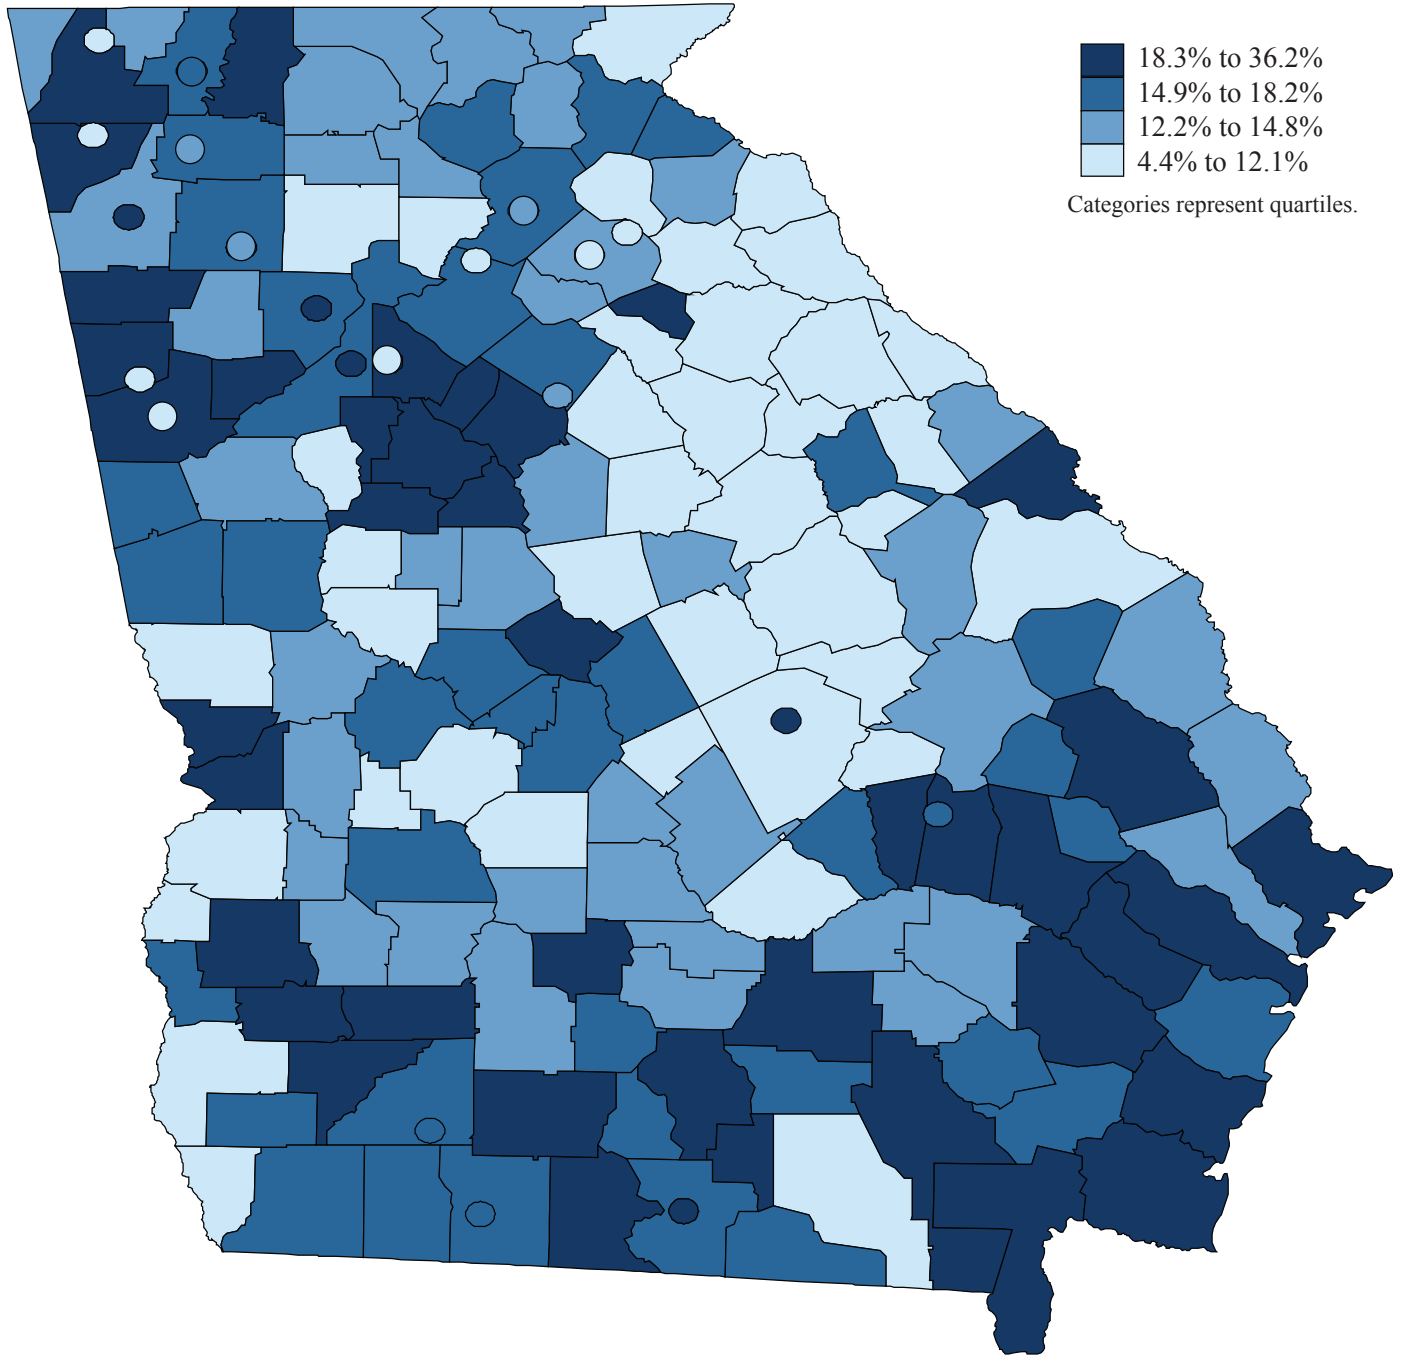 18.3% to 36.2%
14.9% to 18.2%
12.2% to 14.8%
4.4% to 12.1%
Categories represent quartiles.